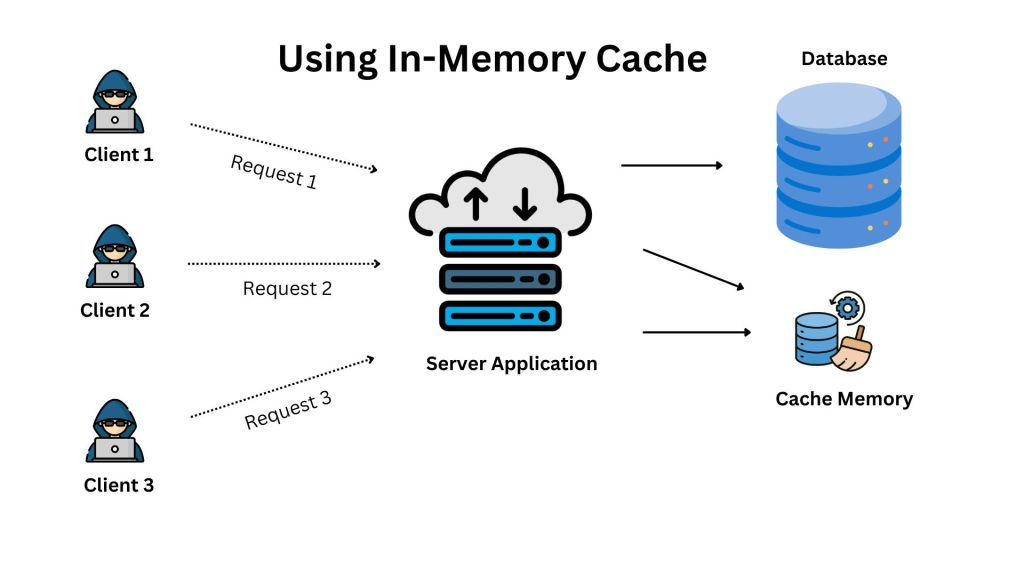 Using In-Memory Cache
Database
Client 1
Request 1
Client 2
Request 2
Server Application
Cache Memory
Request 3
Client 3